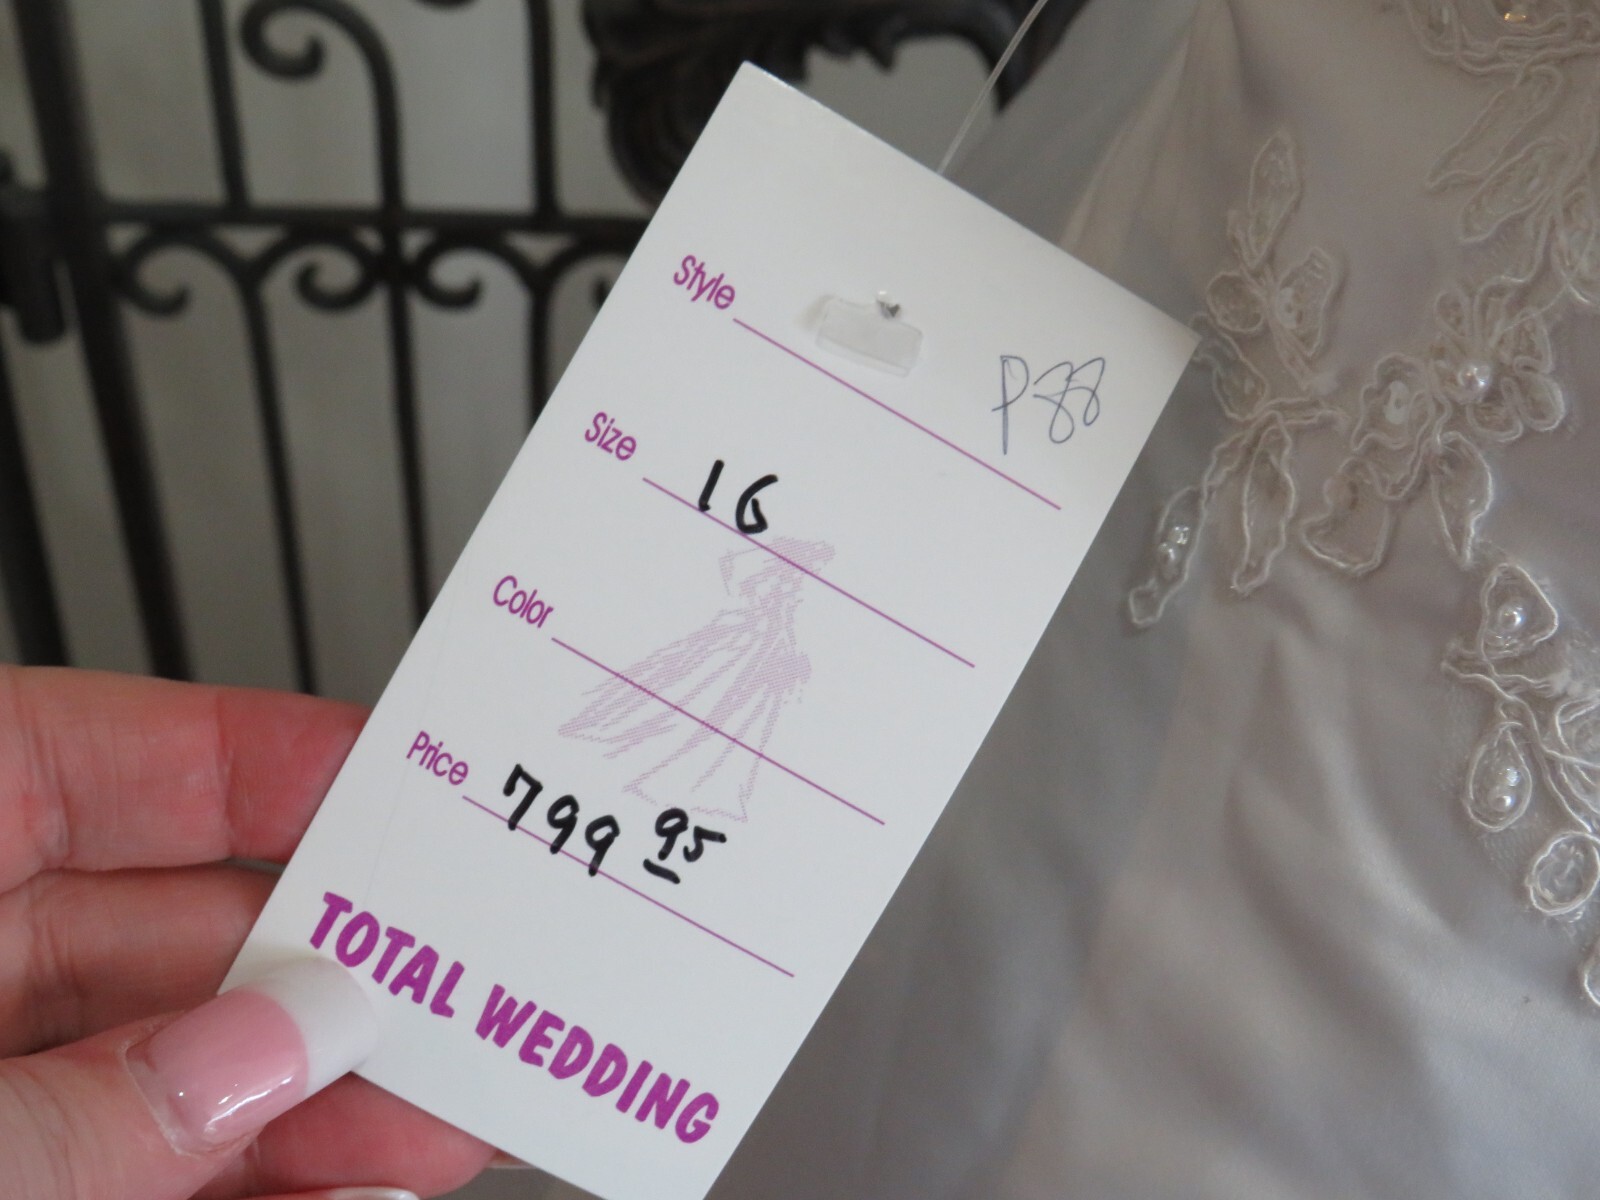 Style
P88
Size 16
Color
Price 799 95
TOTAL WEDDING